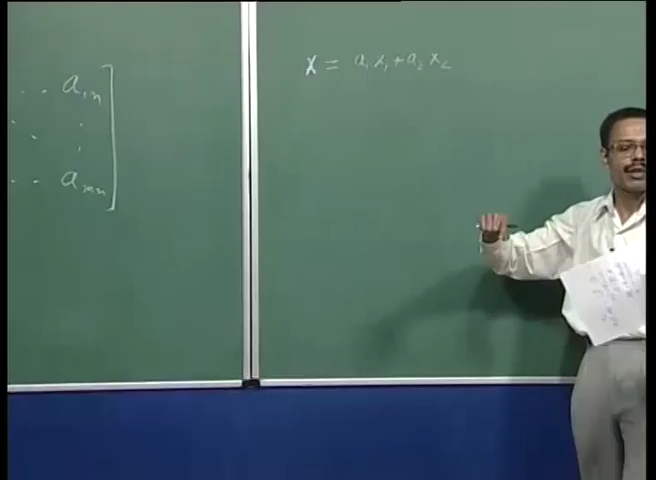 . . a₁ₙ ]
x = a₁x₁ + a₂x₂
. . .
. . aₘₙ ]